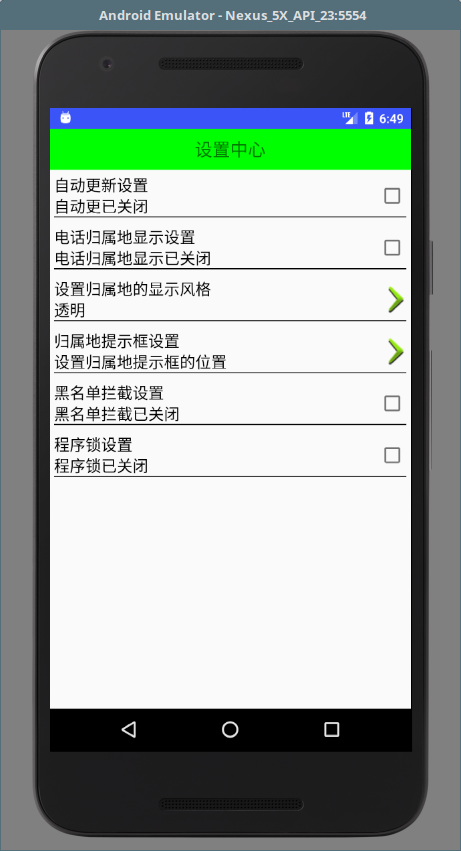 Android Emulator - Nexus_5X_API_23:5554
LTE 6:49
设置中心
自动更新设置
自动更已关闭
电话归属地显示设置
电话归属地显示已关闭
设置归属地的显示风格
透明
归属地提示框设置
设置归属地提示框的位置
黑名单拦截设置
黑名单拦截已关闭
程序锁设置
程序锁已关闭